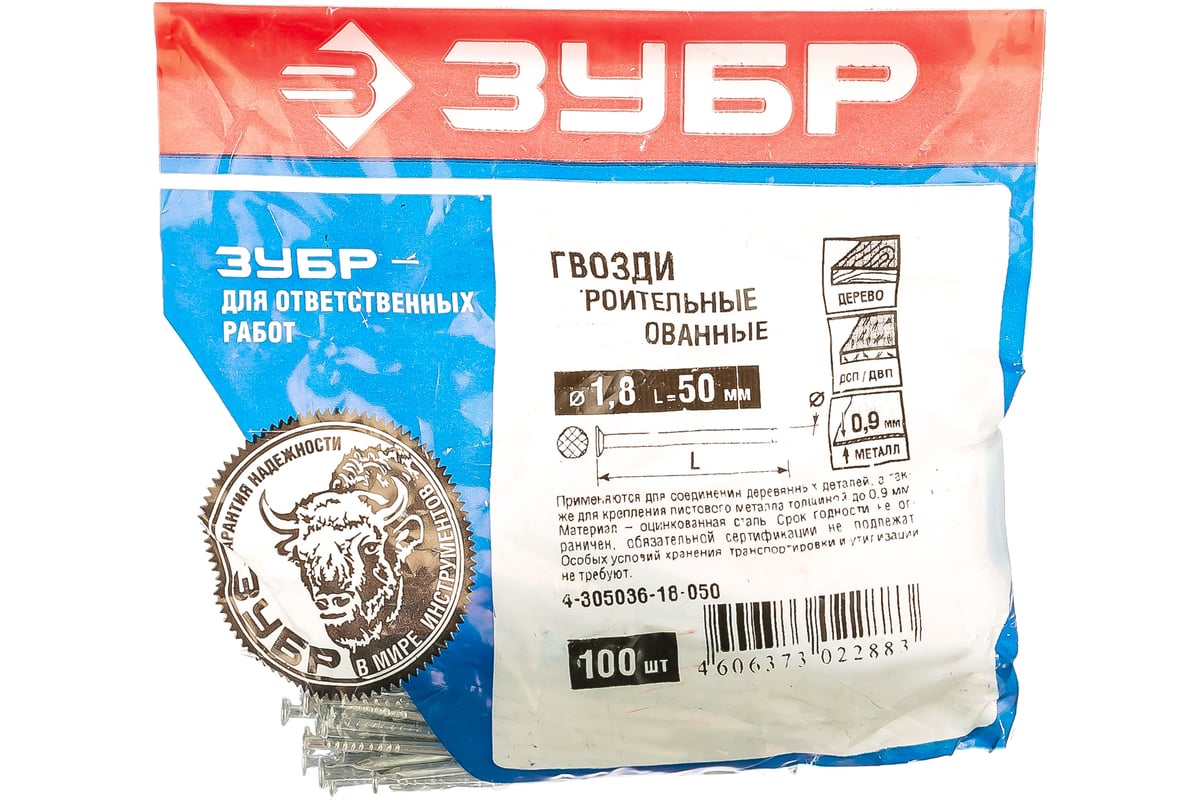 ЗУБР
ЗУБР –
ДЛЯ ОТВЕТСТВЕННЫХ
РАБОТ
ГВОЗДИ
РОИТЕЛЬНЫЕ
ОВАННЫЕ
⌀ 1,8 L=50 мм
L
⌀
ДЕРЕВО
ДСП / ДВП
0,9 мм
МЕТАЛЛ
Применяются для соединения деревянных деталей, а так-
же для крепления листового металла толщиной до 0.9 мм
Материал – оцинкованная сталь Срок годности не ог-
раничен, обязательной сертификации не подлежат
Особых условий хранения транспортировки и утилизации
не требуют.
4-305036-18-050
100 шт
4 606373 022883
АРАНТИЯ НАДЕЖНОСТИ
ЗУБР
В МИРЕ ИНСТРУМЕНТОВ